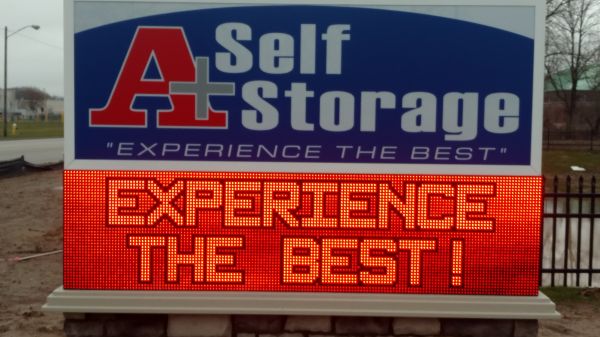 A+ Self
Storage
"EXPERIENCE THE BEST"
EXPERIENCE
THE BEST!